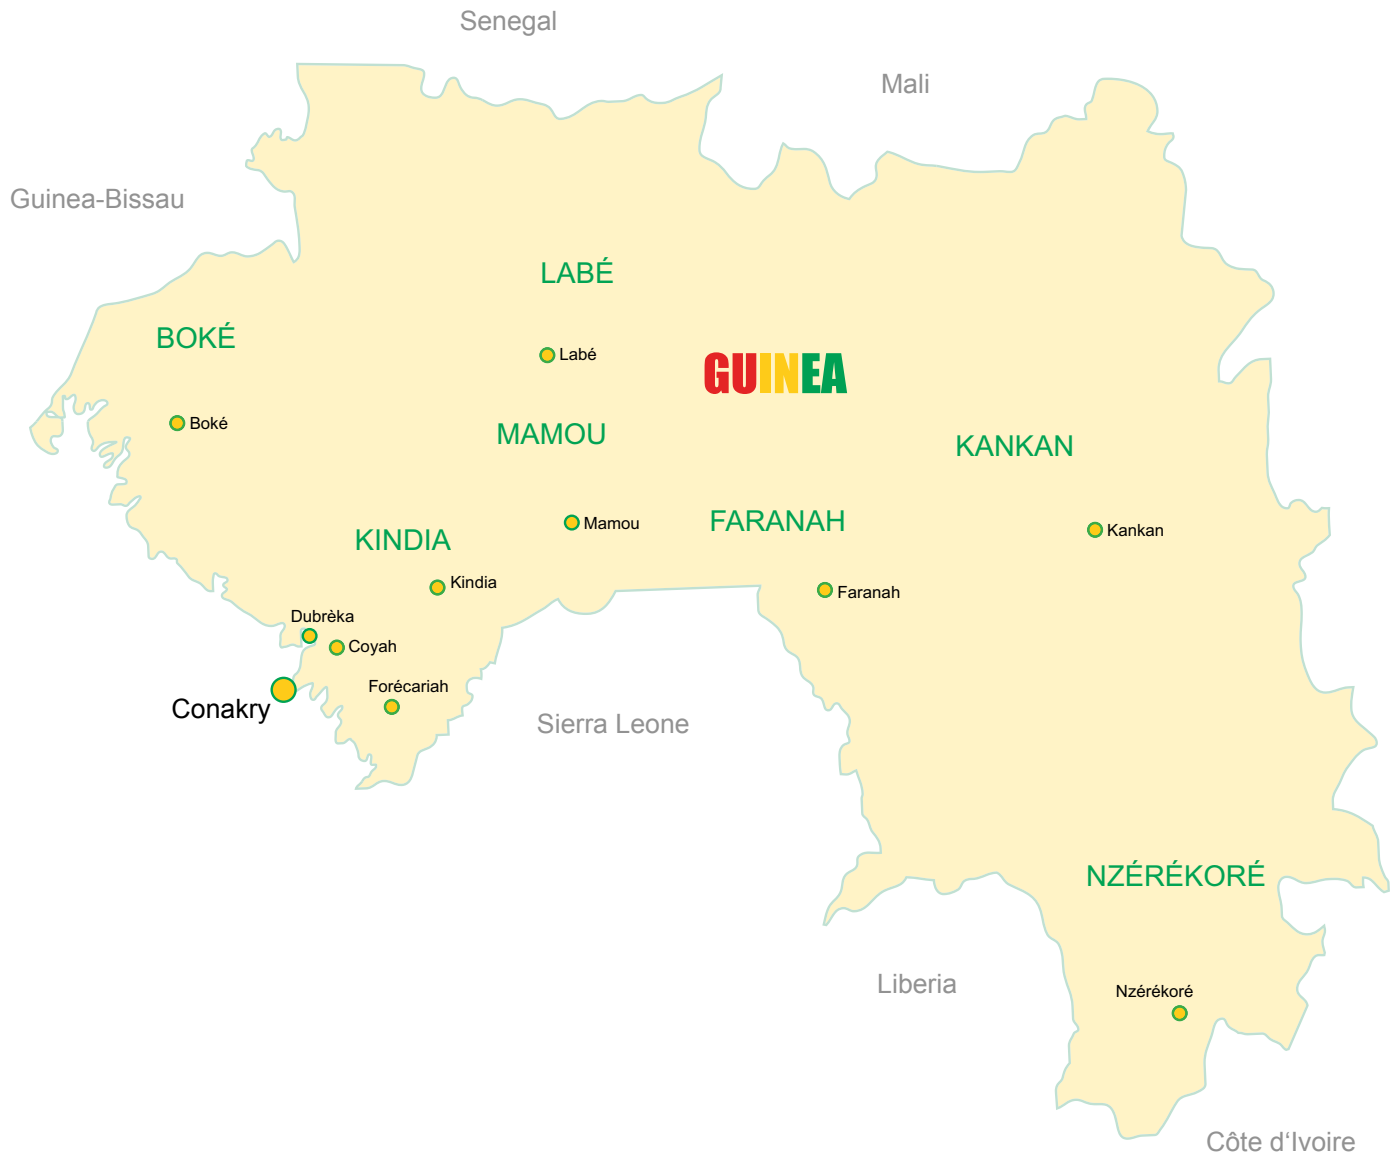 Senegal
Mali
Guinea-Bissau
LABÉ
BOKÉ
Labé
GUINEA
Boké
MAMOU
KANKAN
Mamou
FARANAH
Kankan
KINDIA
Kindia
Faranah
Dubrèka
Coyah
Forécariah
Conakry
Sierra Leone
NZÉRÉKORÉ
Liberia
Nzérékoré
Côte d‘Ivoire